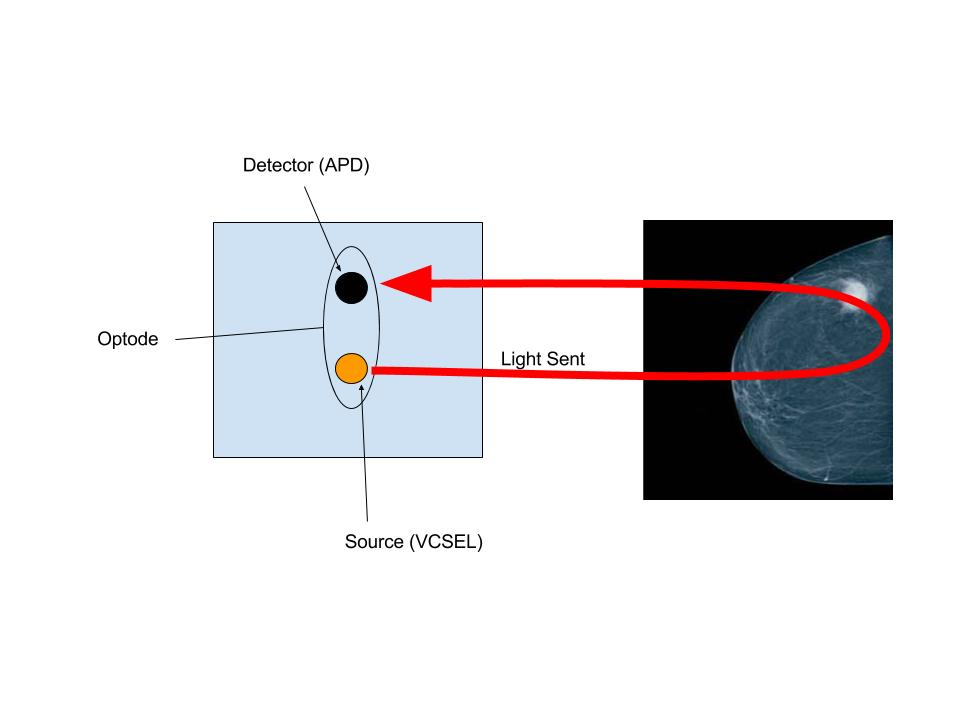 Detector (APD)
Optode
Light Sent
Source (VCSEL)